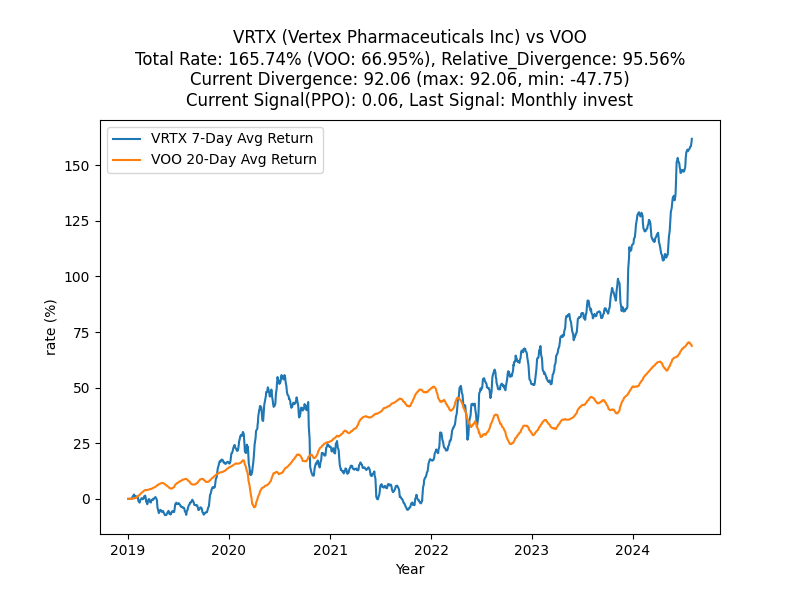 VRTX (Vertex Pharmaceuticals Inc) vs VOO
Total Rate: 165.74% (VOO: 66.95%), Relative_Divergence: 95.56%
Current Divergence: 92.06 (max: 92.06, min: -47.75)
Current Signal(PPO): 0.06, Last Signal: Monthly invest
VRTX 7-Day Avg Return
VOO 20-Day Avg Return
rate (%)
150
125
100
75
50
25
0
2019
2020
2021
2022
2023
2024
Year